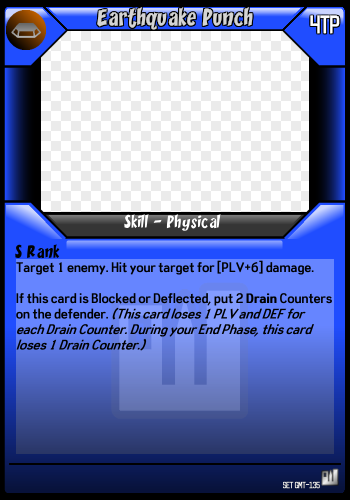 Earthquake Punch
4TP
Skill - Physical
S Rank
Target 1 enemy. Hit your target for [PLV+6] damage.
If this card is Blocked or Deflected, put 2 Drain Counters
on the defender. (This card loses 1 PLV and DEF for
each Drain Counter. During your End Phase, this card
loses 1 Drain Counter.)
SET GMT-135